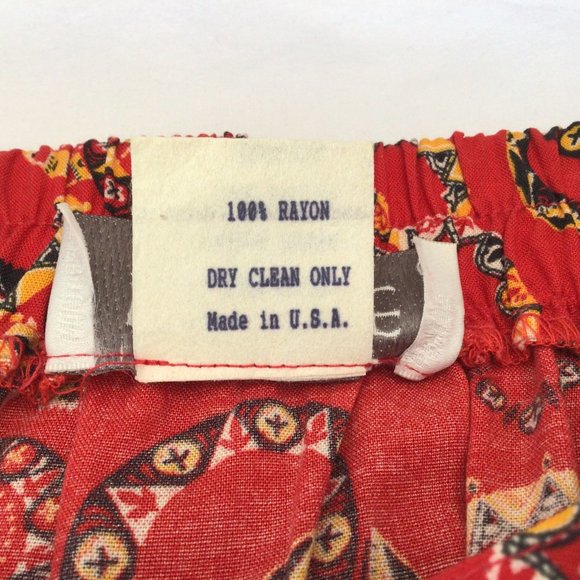 100% RAYON
DRY CLEAN ONLY
Made in U.S.A.